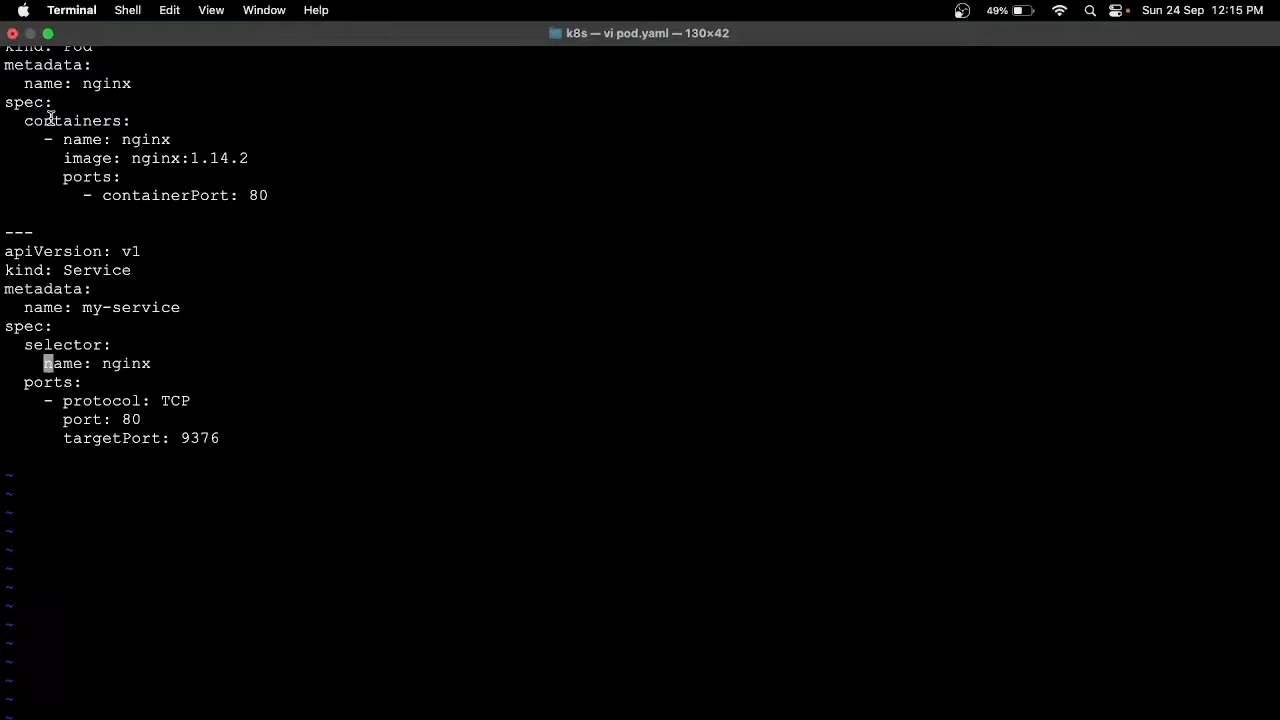 Terminal Shell Edit View Window Help 49% Sun 24 Sep 12:15 PM
k8s — vi pod.yaml — 130×42
kind: Pod
metadata:
  name: nginx
spec:
  containers:
    - name: nginx
      image: nginx:1.14.2
      ports:
        - containerPort: 80
---
apiVersion: v1
kind: Service
metadata:
  name: my-service
spec:
  selector:
    name: nginx
  ports:
    - protocol: TCP
      port: 80
      targetPort: 9376
~
~
~
~
~
~
~
~
~
~
~
~
~
~